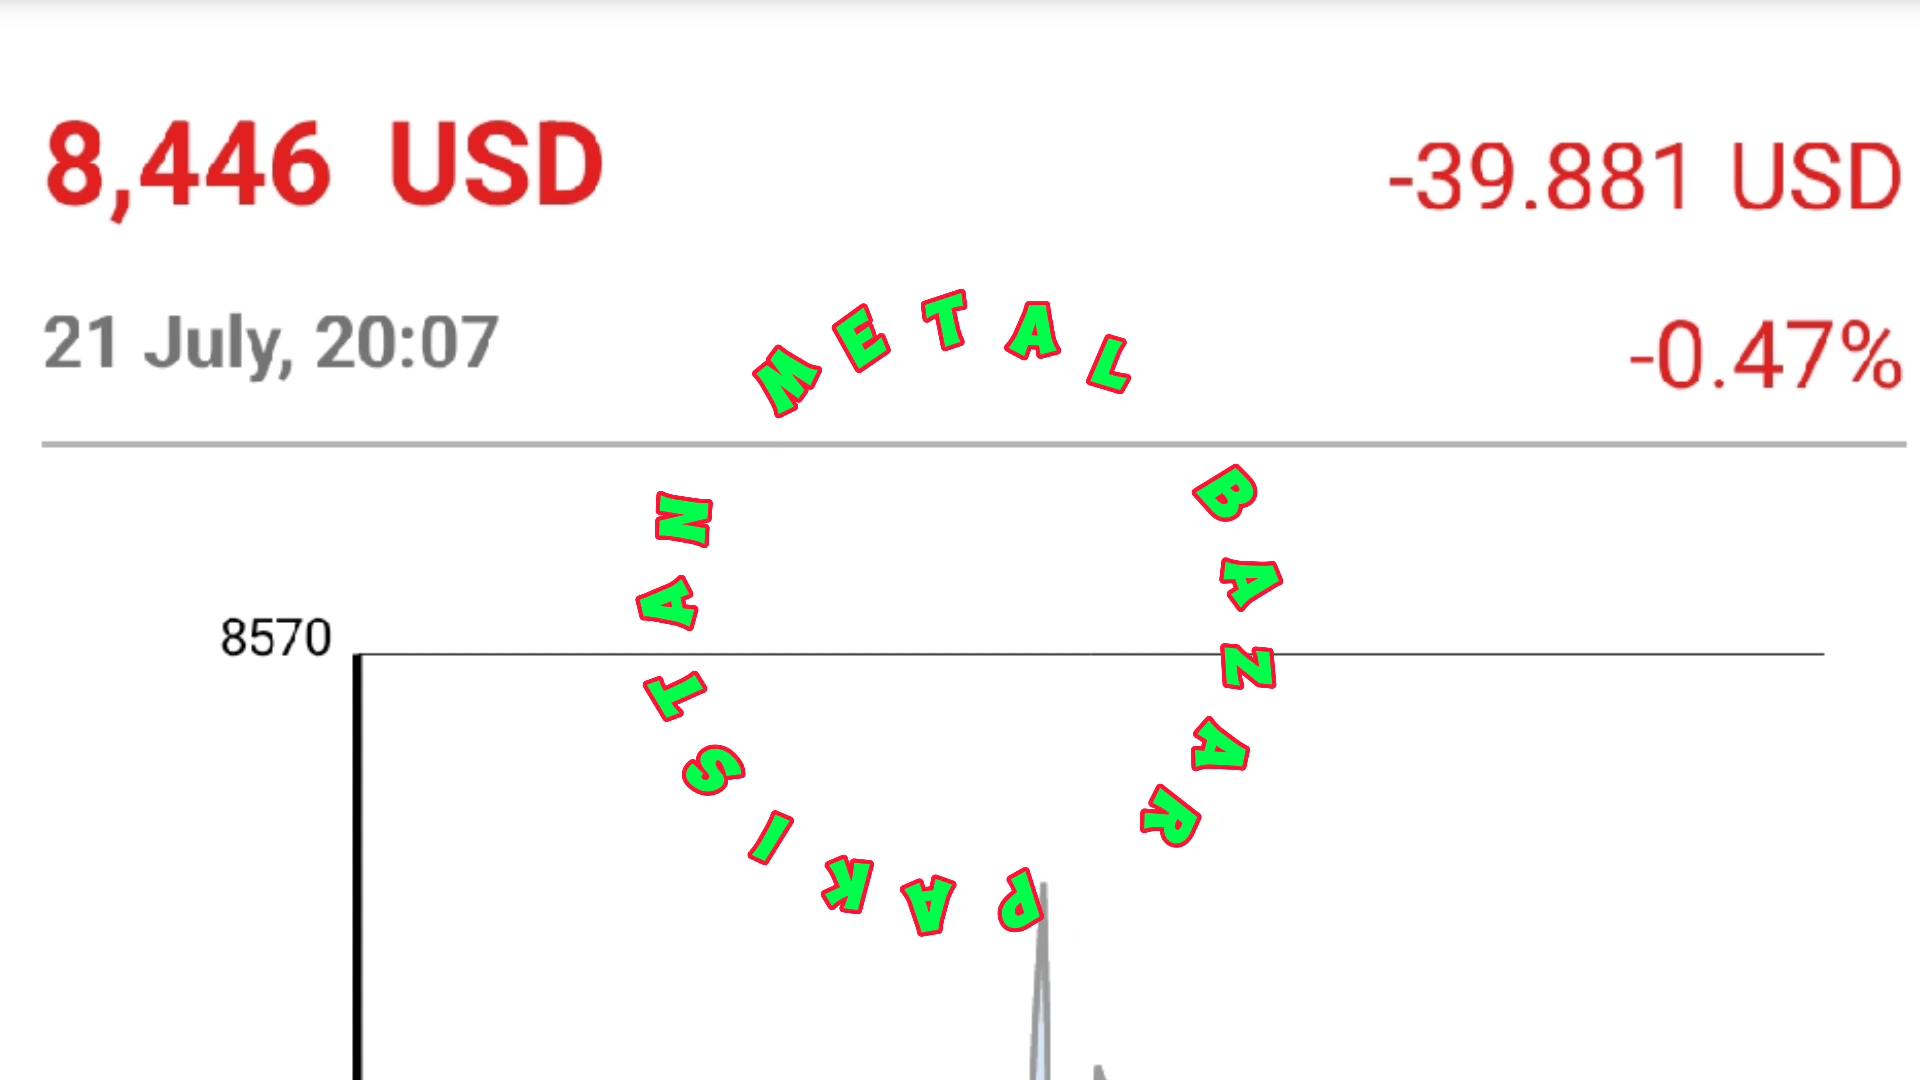 8,446 USD
-39.881 USD
21 July, 20:07
-0.47%
METAL BAZAR PAKISTAN
8570